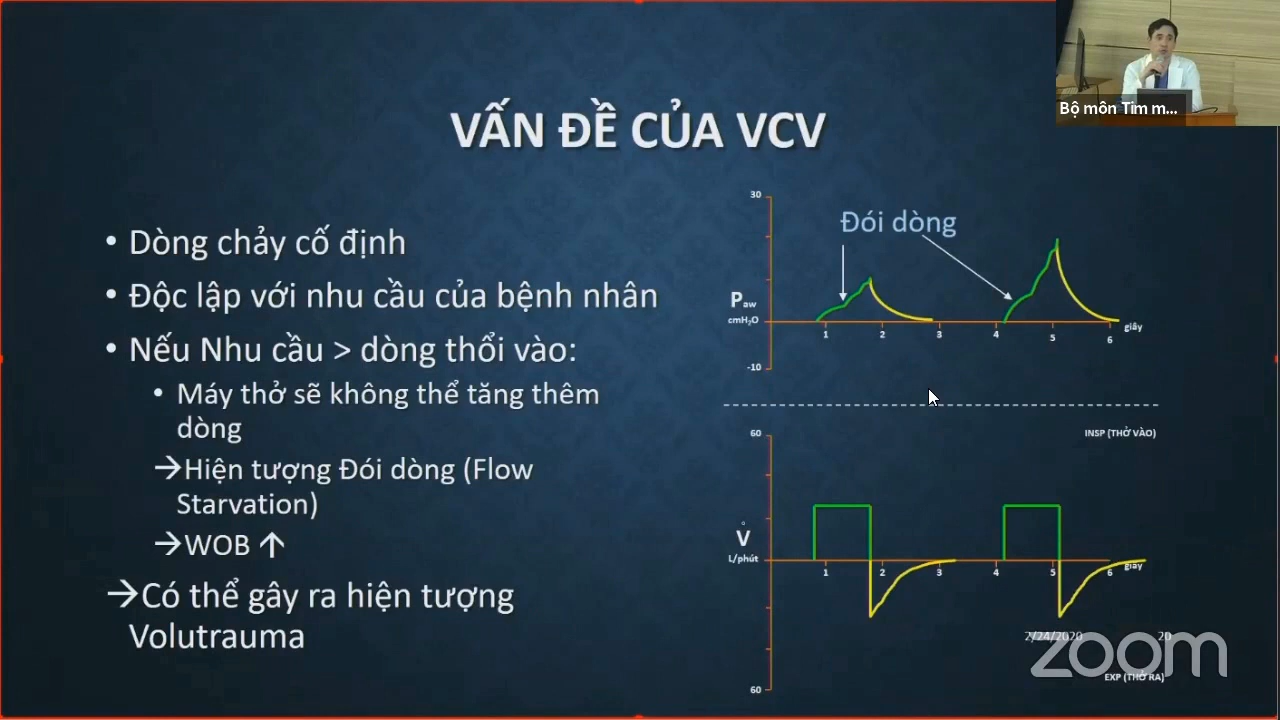 Bộ môn Tim m...
VẤN ĐỀ CỦA VCV
• Dòng chảy cố định
• Độc lập với nhu cầu của bệnh nhân
• Nếu Nhu cầu > dòng thổi vào:
• Máy thở sẽ không thể tăng thêm
dòng
→Hiện tượng Đói dòng (Flow
Starvation)
→WOB ↑
→Có thể gây ra hiện tượng
Volutrauma
30
Đói dòng
Paw
cmH₂O
1 2 3 4 5 6 giây
-10
60
INSP (THỞ VÀO)
V̊
L/phút
1 2 3 4 5 6 giây
2/24/2020 20
zoom
EXP (THỞ RA)
60